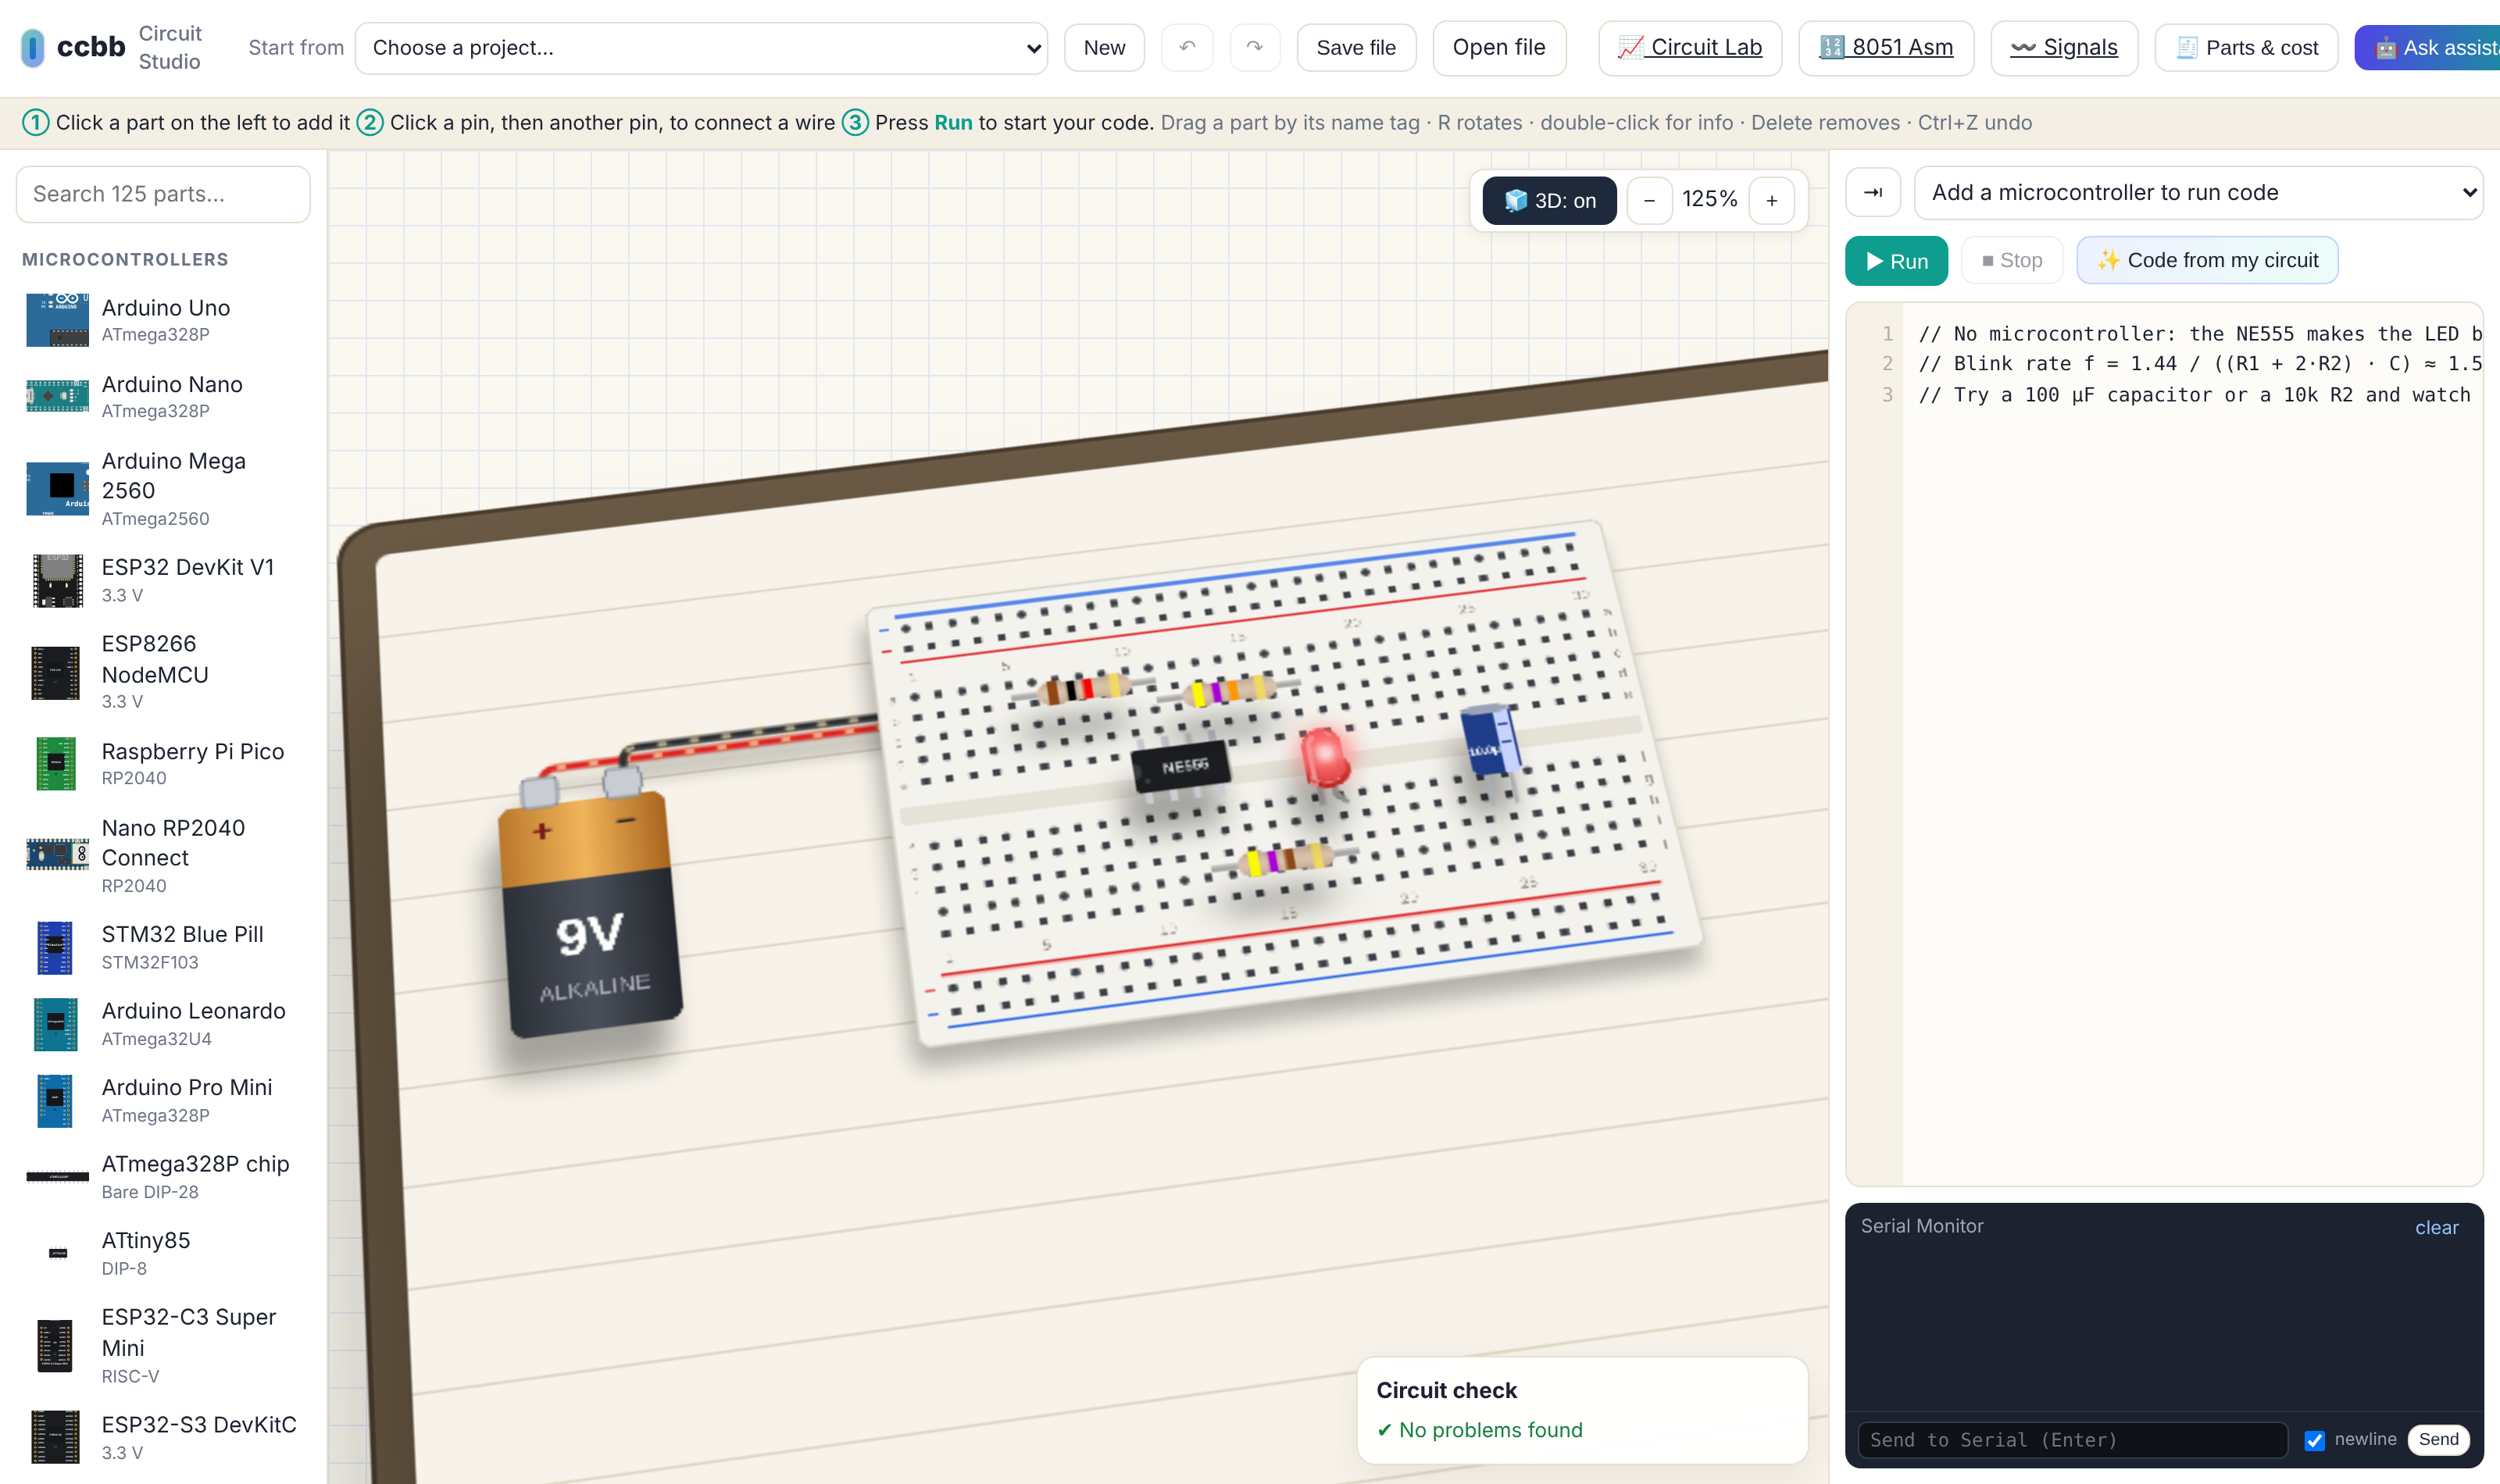 ccbb
Circuit Studio
Start from
Choose a project...
New
Save file
Open file
📈 Circuit Lab
🔢 8051 Asm
〰️ Signals
🧾 Parts & cost
🤖 Ask
① Click a part on the left to add it ② Click a pin, then another pin, to connect a wire ③ Press Run to start your code. Drag a part by its name tag · R rotates · double-click for info · Delete removes · Ctrl+Z undo
Search 125 parts...
MICROCONTROLLERS
Arduino Uno
ATmega328P
Arduino Nano
ATmega328P
Arduino Mega 2560
ATmega2560
ESP32 DevKit V1
3.3 V
ESP8266 NodeMCU
3.3 V
Raspberry Pi Pico
RP2040
Nano RP2040 Connect
RP2040
STM32 Blue Pill
STM32F103
Arduino Leonardo
ATmega32U4
Arduino Pro Mini
ATmega328P
ATmega328P chip
Bare DIP-28
ATtiny85
DIP-8
ESP32-C3 Super Mini
RISC-V
ESP32-S3 DevKitC
3.3 V
🧊 3D: on
− 125% +
NE555
+ −
9V
ALKALINE
Circuit check
✔ No problems found
Add a microcontroller to run code
▶ Run
■ Stop
✨ Code from my circuit
1 // No microcontroller: the NE555 makes the LED b
2 // Blink rate f = 1.44 / ((R1 + 2·R2) · C) ≈ 1.5
3 // Try a 100 µF capacitor or a 10k R2 and watch
Serial Monitor
clear
Send to Serial (Enter)
newline
Send